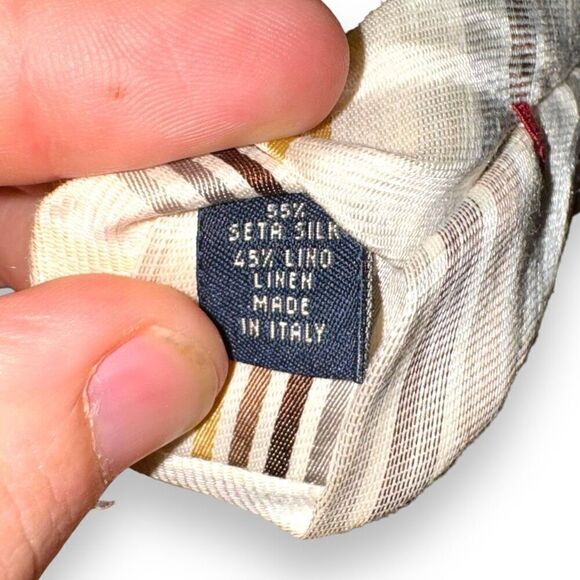 55%
SETA SILK
45% LINO
LINEN
MADE
IN ITALY